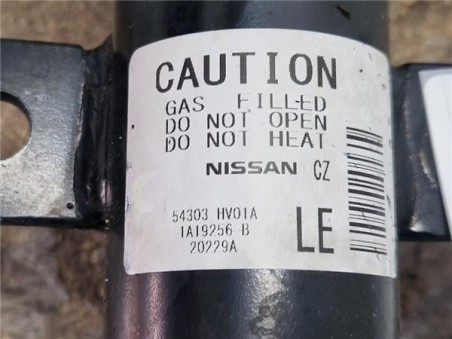 CAUTION
GAS FILLED
DO NOT OPEN
DO NOT HEAT
NISSAN CZ
54303 HV01A
1A19256-B
20229A
LE